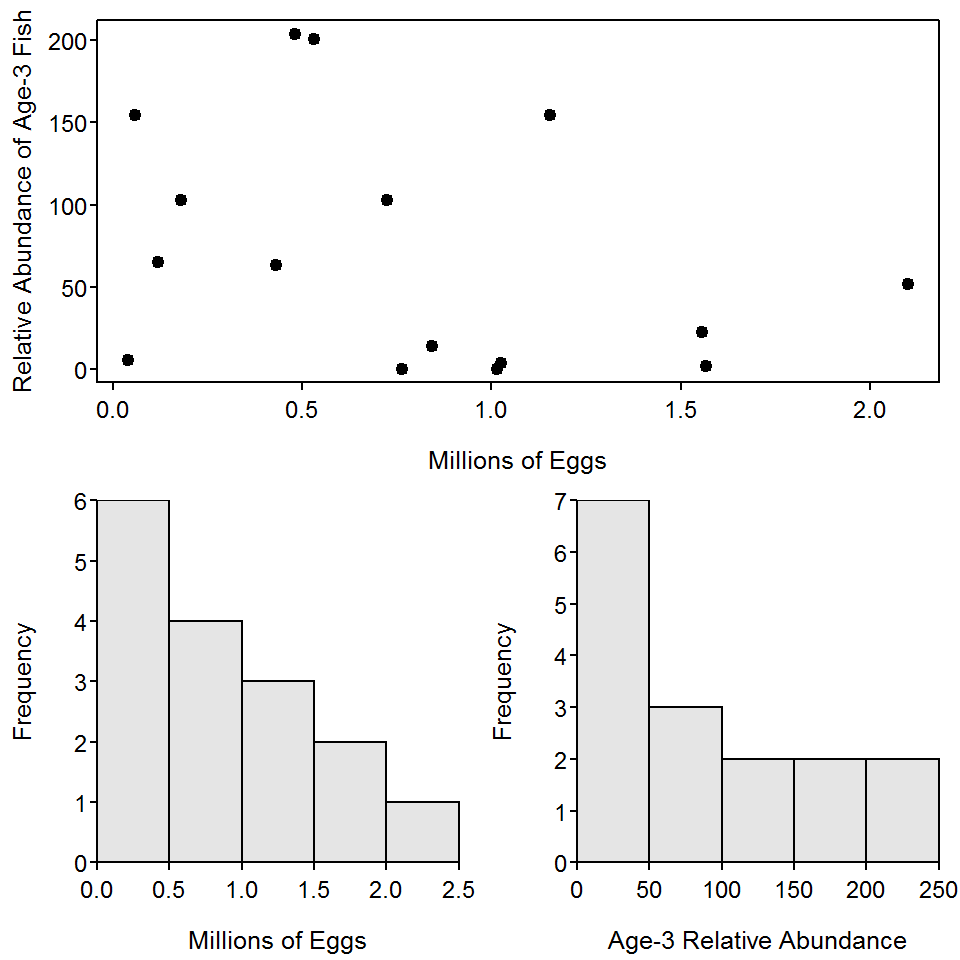 Relative Abundance of Age-3 Fish
200
150
100
50
0
0.0 0.5 1.0 1.5 2.0
Millions of Eggs
Frequency
6
5
4
3
2
1
0
0.0 0.5 1.0 1.5 2.0 2.5
Millions of Eggs
Frequency
7
6
5
4
3
2
1
0
0 50 100 150 200 250
Age-3 Relative Abundance